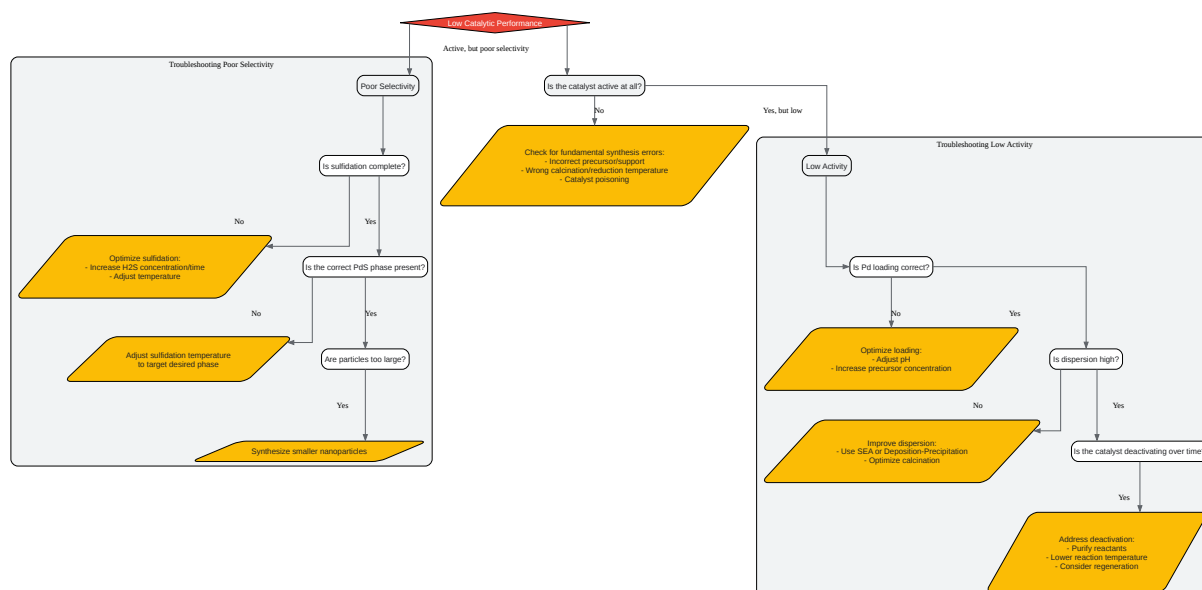 Low Catalytic Performance
Active, but poor selectivity
Troubleshooting Poor Selectivity
Poor Selectivity
Is the catalyst active at all?
No
Yes, but low
Check for fundamental synthesis errors:
- Incorrect precursor/support
- Wrong calcination/reduction temperature
- Catalyst poisoning
Is sulfidation complete?
No
Yes
Optimize sulfidation:
- Increase H2S concentration/time
- Adjust temperature
Is the correct PdS phase present?
No
Yes
Adjust sulfidation temperature
to target desired phase
Are particles too large?
Yes
Synthesize smaller nanoparticles
Troubleshooting Low Activity
Low Activity
Is Pd loading correct?
No
Yes
Optimize loading:
- Adjust pH
- Increase precursor concentration
Is dispersion high?
No
Yes
Improve dispersion:
- Use SEA or Deposition-Precipitation
- Optimize calcination
Is the catalyst deactivating over time?
Yes
Address deactivation:
- Purify reactants
- Lower reaction temperature
- Consider regeneration